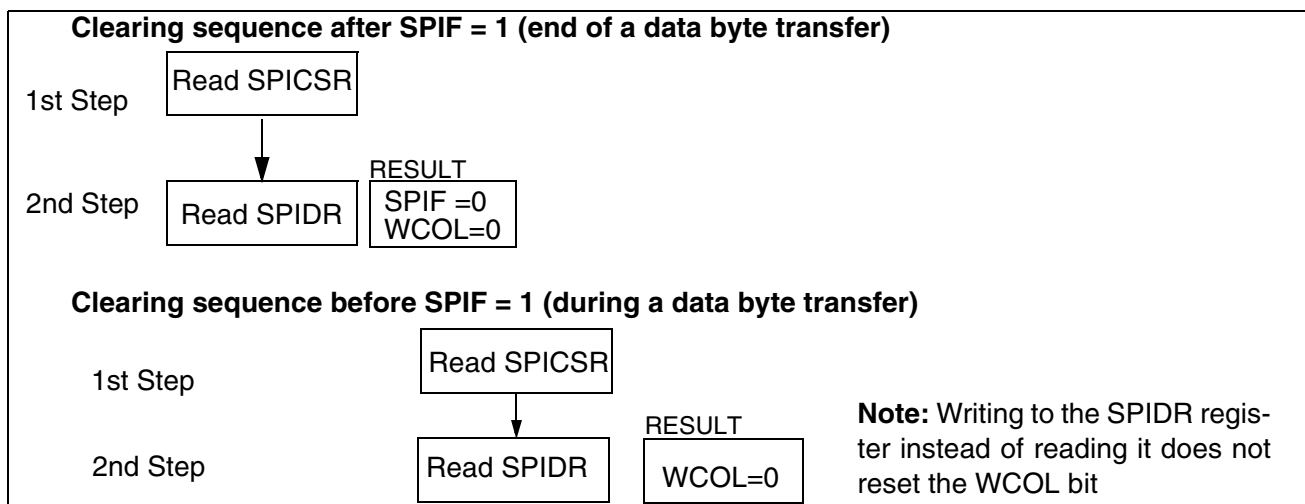 Clearing sequence after SPIF = 1 (end of a data byte transfer)
1st Step
Read SPICSR
2nd Step
Read SPIDR
RESULT
SPIF =0
WCOL=0
Clearing sequence before SPIF = 1 (during a data byte transfer)
1st Step
Read SPICSR
2nd Step
Read SPIDR
RESULT
WCOL=0
Note: Writing to the SPIDR regis-
ter instead of reading it does not
reset the WCOL bit